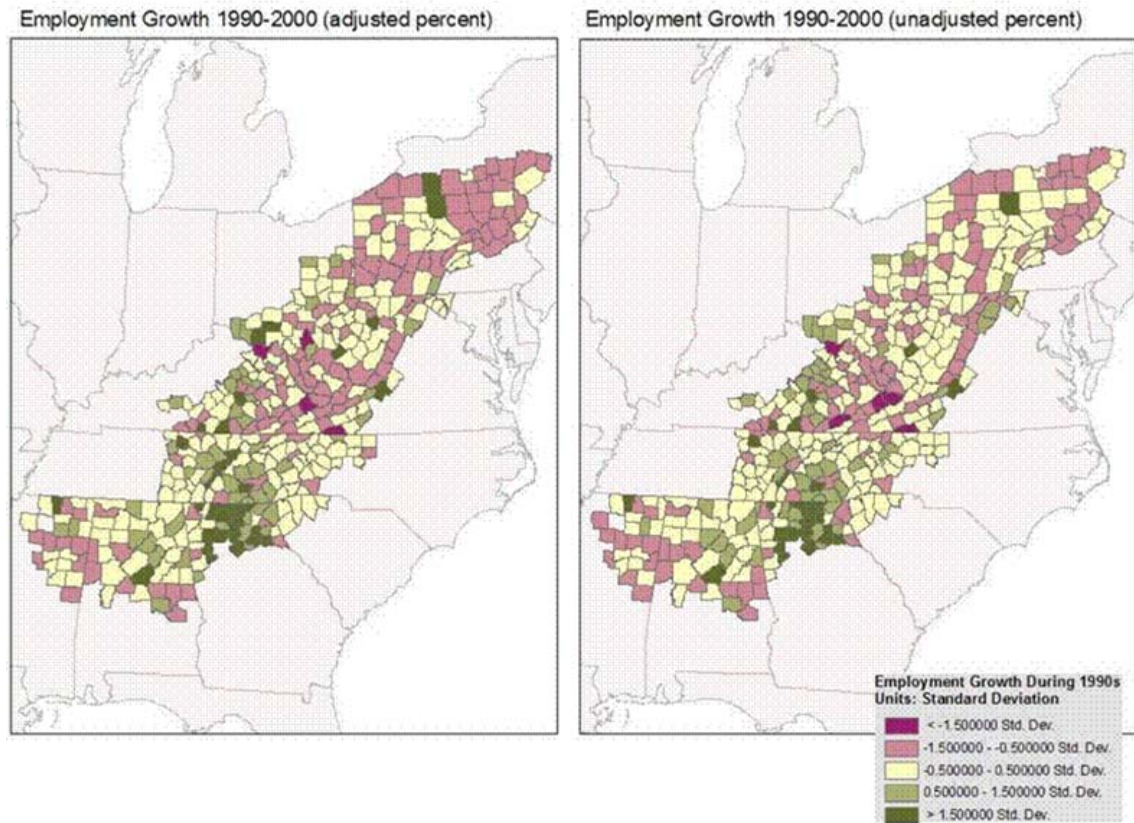 Employment Growth 1990-2000 (adjusted percent)
Employment Growth 1990-2000 (unadjusted percent)
Employment Growth During 1990s
Units: Standard Deviation
< -1.500000 Std. Dev.
-1.500000 - -0.500000 Std. Dev.
-0.500000 - 0.500000 Std. Dev.
0.500000 - 1.500000 Std. Dev.
> 1.500000 Std. Dev.